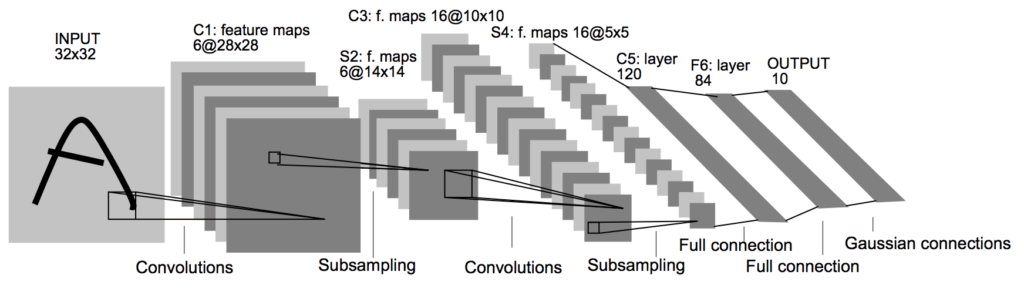 INPUT
32x32
C1: feature maps
6@28x28
S2: f. maps
6@14x14
C3: f. maps 16@10x10
S4: f. maps 16@5x5
C5: layer
120
F6: layer
84
OUTPUT
10
Convolutions
Subsampling
Convolutions
Subsampling
Full connection
Full connection
Gaussian connections